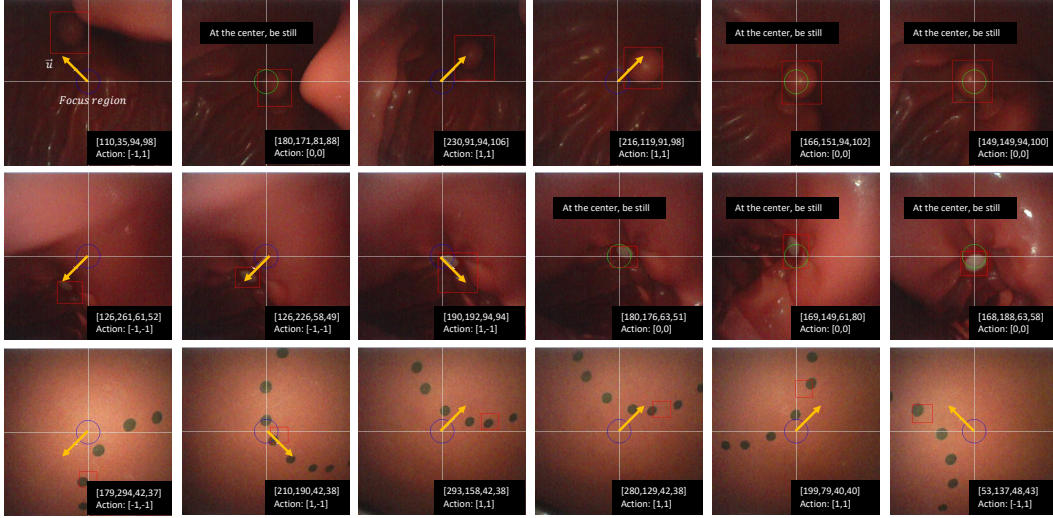 At the center, be still
At the center, be still
At the center, be still
u
Focus region
[110,35,94,98]
Action: [-1,1]
[180,171,81,88]
Action: [0,0]
[230,91,94,106]
Action: [1,1]
[216,119,91,98]
Action: [1,1]
[166,151,94,102]
Action: [0,0]
[149,149,94,100]
Action: [0,0]
At the center, be still
At the center, be still
At the center, be still
[126,261,61,52]
Action: [-1,-1]
[126,226,58,49]
Action: [-1,-1]
[190,192,94,94]
Action: [1,-1]
[180,176,63,51]
Action: [0,0]
[169,149,61,80]
Action: [0,0]
[168,188,63,58]
Action: [0,0]
[179,294,42,37]
Action: [-1,-1]
[210,190,42,38]
Action: [1,-1]
[293,158,42,38]
Action: [1,1]
[280,129,42,38]
Action: [1,1]
[199,79,40,40]
Action: [1,1]
[53,137,48,43]
Action: [-1,1]